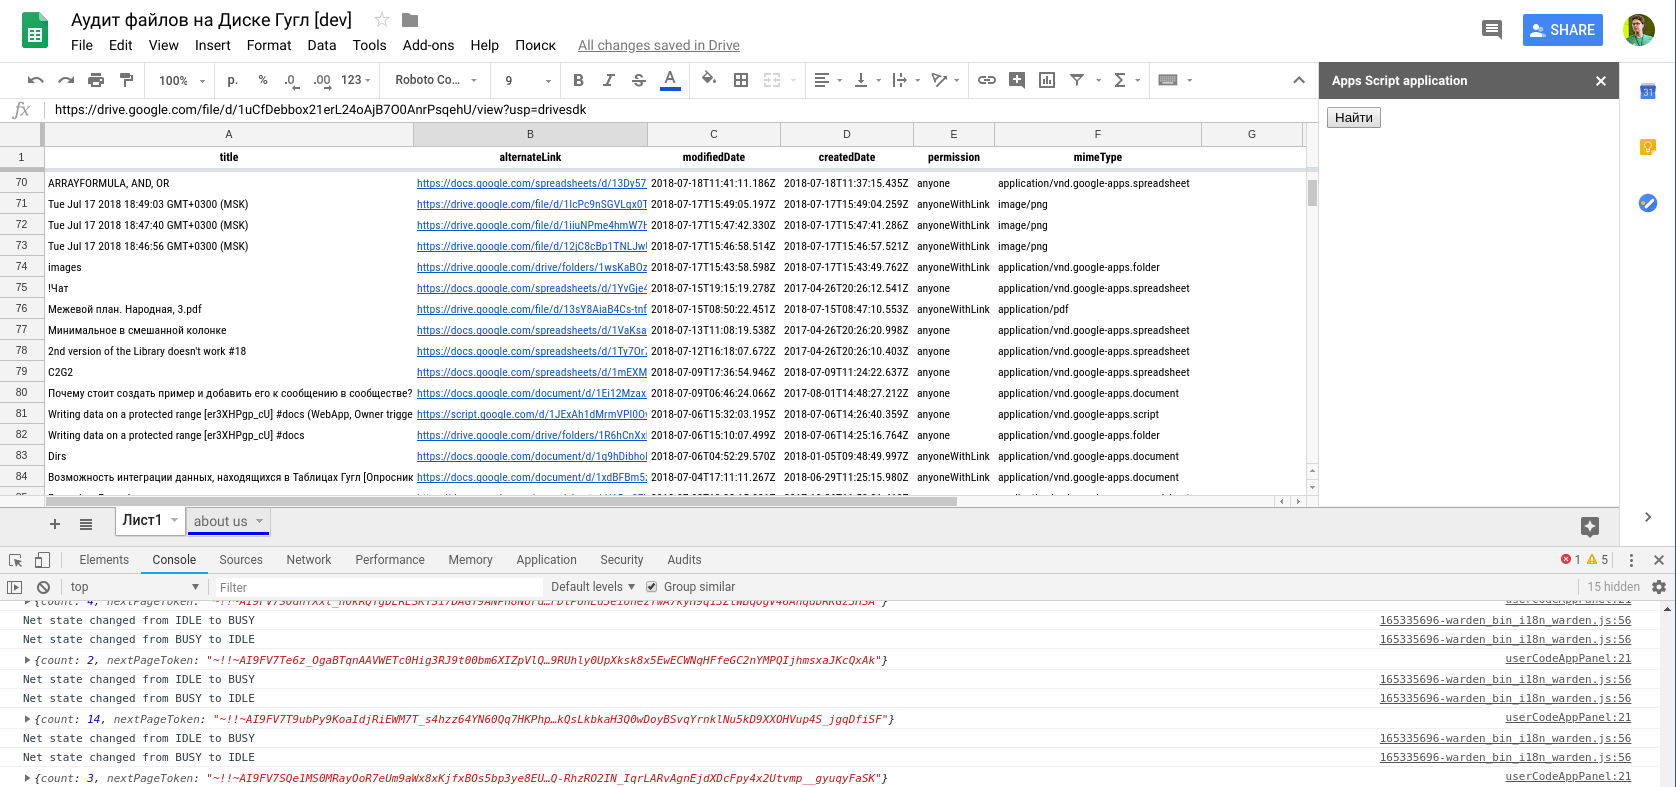 Аудит файлов на Диске Гугл [dev]
File Edit View Insert Format Data Tools Add-ons Help Поиск All changes saved in Drive
SHARE
100% р. % .0 .00 123 Roboto Co... 9
Apps Script application
Найти
fx https://drive.google.com/file/d/1uCfDebbox21erL24oAjB7O0AnrPsqehU/view?usp=drivesdk
A B C D E F G
1 title alternateLink modifiedDate createdDate permission mimeType
70 ARRAYFORMULA, AND, OR https://docs.google.com/spreadsheets/d/13Dy57 2018-07-18T11:41:11.186Z 2018-07-18T11:37:15.435Z anyone application/vnd.google-apps.spreadsheet
71 Tue Jul 17 2018 18:49:03 GMT+0300 (MSK) https://drive.google.com/file/d/1IcPc9nSGVLqx0T 2018-07-17T15:49:05.197Z 2018-07-17T15:49:04.259Z anyoneWithLink image/png
72 Tue Jul 17 2018 18:47:40 GMT+0300 (MSK) https://drive.google.com/file/d/1iiuNPme4hmW7h 2018-07-17T15:47:42.330Z 2018-07-17T15:47:41.286Z anyoneWithLink image/png
73 Tue Jul 17 2018 18:46:56 GMT+0300 (MSK) https://drive.google.com/file/d/12jC8cBp1TNLJw 2018-07-17T15:46:58.514Z 2018-07-17T15:46:57.521Z anyoneWithLink image/png
74 images https://drive.google.com/drive/folders/1wsKaBOz 2018-07-17T15:43:58.598Z 2018-07-17T15:43:49.762Z anyoneWithLink application/vnd.google-apps.folder
75 !Чат https://docs.google.com/spreadsheets/d/1YvGje4 2018-07-15T19:15:19.278Z 2017-04-26T20:26:12.541Z anyone application/vnd.google-apps.spreadsheet
76 Межевой план. Народная, 3.pdf https://drive.google.com/file/d/13sY8AiaB4Cs-tnf 2018-07-15T08:50:22.451Z 2018-07-15T08:47:10.553Z anyoneWithLink application/pdf
77 Минимальное в смешанной колонке https://docs.google.com/spreadsheets/d/1VaKsa 2018-07-13T11:08:19.538Z 2017-04-26T20:26:20.998Z anyone application/vnd.google-apps.spreadsheet
78 2nd version of the Library doesn't work #18 https://docs.google.com/spreadsheets/d/1Ty7Or 2018-07-12T16:18:07.672Z 2017-04-26T20:26:10.403Z anyone application/vnd.google-apps.spreadsheet
79 C2G2 https://docs.google.com/spreadsheets/d/1mEXM 2018-07-09T17:36:54.946Z 2018-07-09T11:24:22.637Z anyone application/vnd.google-apps.spreadsheet
80 Почему стоит создать пример и добавить его к сообщению в сообществе? https://docs.google.com/document/d/1Ei12Mzax 2018-07-09T06:46:24.066Z 2017-08-01T14:48:27.212Z anyone application/vnd.google-apps.document
81 Writing data on a protected range [er3XHPgp_cU] #docs (WebApp, Owner trigge https://script.google.com/d/1JExAh1dMrmVPI0O 2018-07-06T15:32:03.195Z 2018-07-06T14:26:40.359Z anyone application/vnd.google-apps.script
82 Writing data on a protected range [er3XHPgp_cU] #docs https://drive.google.com/drive/folders/1R6hCnXx 2018-07-06T15:10:07.499Z 2018-07-06T14:25:16.764Z anyone application/vnd.google-apps.folder
83 Dirs https://docs.google.com/document/d/1g9hDibhol 2018-07-06T04:52:29.570Z 2018-01-05T09:48:49.997Z anyoneWithLink application/vnd.google-apps.document
84 Возможность интеграции данных, находящихся в Таблицах Гугл [Опросник https://docs.google.com/document/d/1xdBFBm5 2018-07-04T17:11:11.267Z 2018-06-29T11:25:15.980Z anyoneWithLink application/vnd.google-apps.document
Лист1 about us
Elements Console Sources Network Performance Memory Application Security Audits 1 5
top Filter Default levels Group similar 15 hidden
Net state changed from IDLE to BUSY 165335696-warden_bin_i18n_warden.js:56
Net state changed from BUSY to IDLE 165335696-warden_bin_i18n_warden.js:56
{count: 2, nextPageToken: "~!!~AI9FV7Te6z_OgaBTqnAAVWETc0Hig3RJ9t00bm6XIZpVlQ…9RUhly0UpXksk8x5EwECWNqHFfeGC2nYMPQIjhmsxaJKcQxAk"} userCodeAppPanel:21
Net state changed from IDLE to BUSY 165335696-warden_bin_i18n_warden.js:56
Net state changed from BUSY to IDLE 165335696-warden_bin_i18n_warden.js:56
{count: 14, nextPageToken: "~!!~AI9FV7T9ubPy9KoaIdjRiEWM7T_s4hzz64YN60Qq7HKPhp…kQsLkbkaH3Q0wDoyBSvqYrnklNu5kD9XXOHVup4S_jgqDfiSF"} userCodeAppPanel:21
Net state changed from IDLE to BUSY 165335696-warden_bin_i18n_warden.js:56
Net state changed from BUSY to IDLE 165335696-warden_bin_i18n_warden.js:56
{count: 3, nextPageToken: "~!!~AI9FV7SQe1MS0MRayOoR7eUm9aWx8xKjfxBOs5bp3ye8EU…Q-RhzRO2IN_IqrLARvAgnEjdXDcFpy4x2Utvmp__gyuqyFaSK"} userCodeAppPanel:21